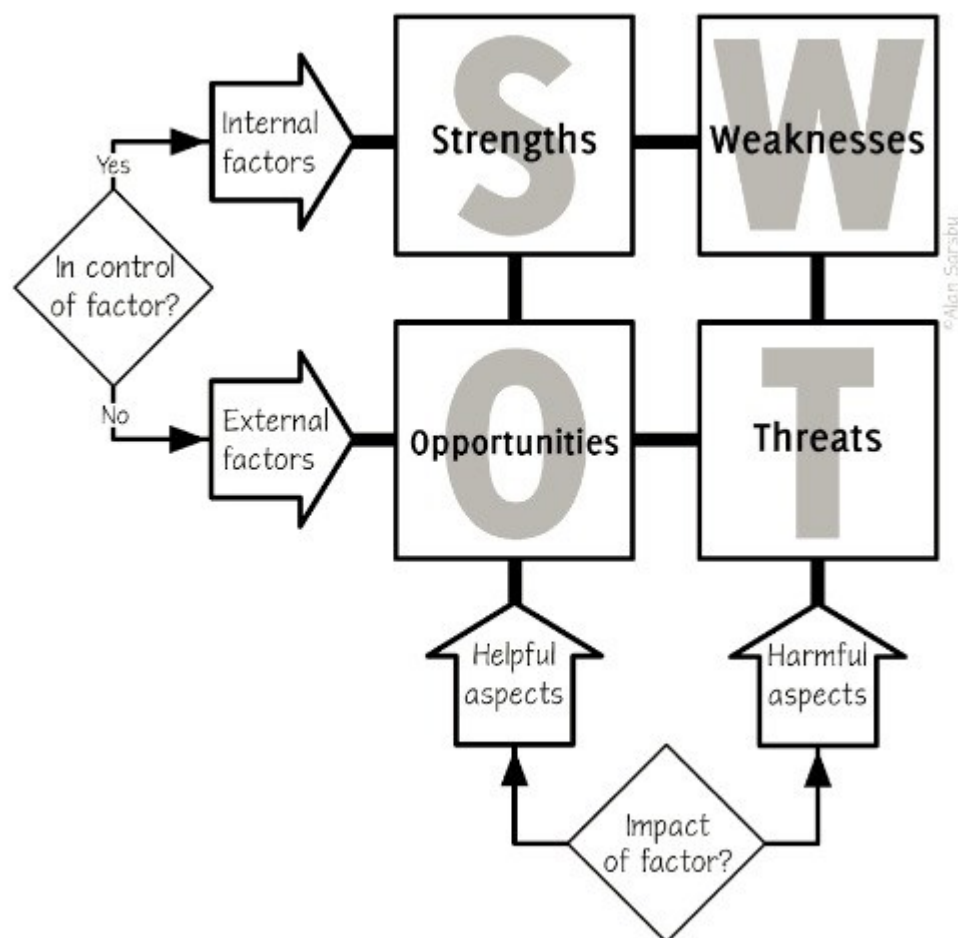 S
W
Internal
factors
Strengths
Weaknesses
Yes
In control
of factor?
No
External
factors
O
T
Opportunities
Threats
Helpful
aspects
Harmful
aspects
Impact
of factor?
©Alan Sarsby